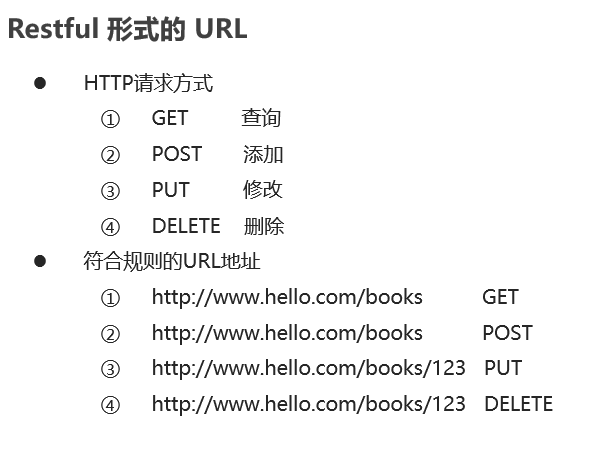 Restful 形式的 URL
● HTTP请求方式
① GET 查询
② POST 添加
③ PUT 修改
④ DELETE 删除
● 符合规则的URL地址
① http://www.hello.com/books GET
② http://www.hello.com/books POST
③ http://www.hello.com/books/123 PUT
④ http://www.hello.com/books/123 DELETE